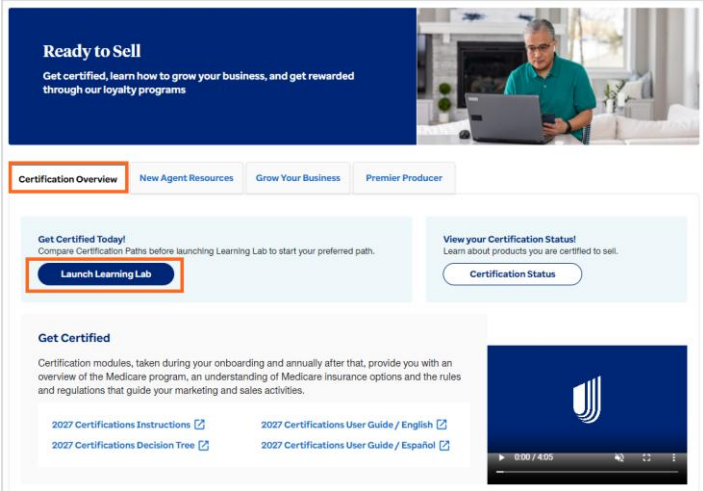 Ready to Sell
Get certified, learn how to grow your business, and get rewarded
through our loyalty programs
Certification Overview
New Agent Resources
Grow Your Business
Premier Producer
Get Certified Today!
Compare Certification Paths before launching Learning Lab to start your preferred path.
Launch Learning Lab
View your Certification Status!
Learn about products you are certified to sell.
Certification Status
Get Certified
Certification modules, taken during your onboarding and annually after that, provide you with an
overview of the Medicare program, an understanding of Medicare insurance options and the rules
and regulations that guide your marketing and sales activities.
2027 Certifications Instructions
2027 Certifications User Guide / English
2027 Certifications Decision Tree
2027 Certifications User Guide / Español
0:00 / 4:05